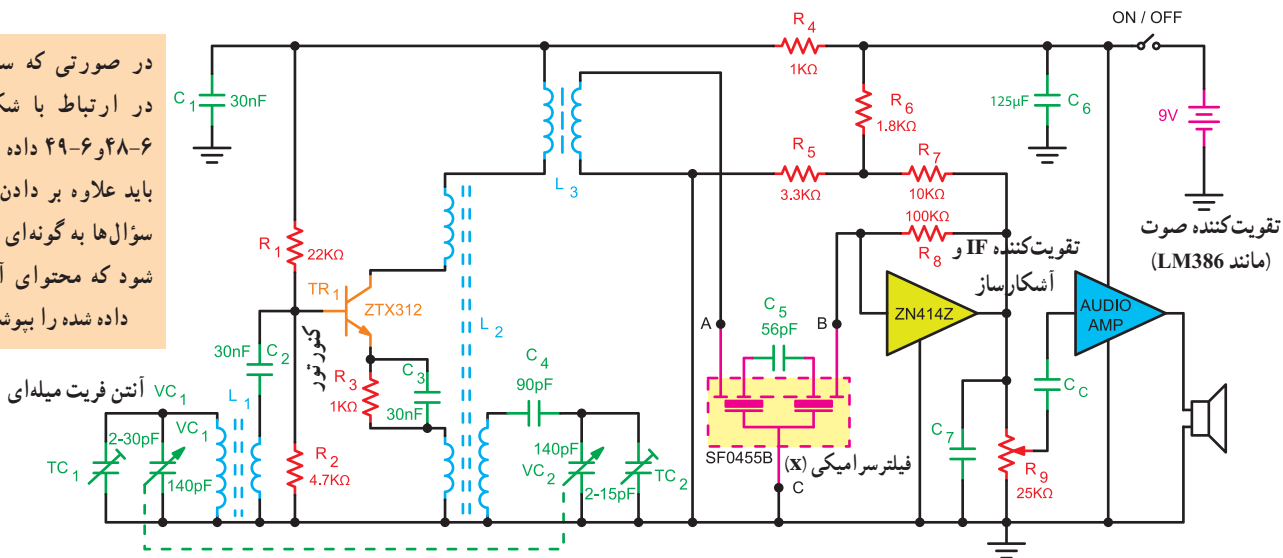 در صورتی که سـ
در ارتباط با شکـ
۶-۴۸ و ۶-۴۹ داده
باید علاوه بر دادن
سؤال‌ها به گونه‌ای
شود که محتوای آ
داده شده را بپوشـ
C1
30nF
R4
1KΩ
ON / OFF
R6
1.8KΩ
125µF
C6
9V
L3
R5
3.3KΩ
R7
10KΩ
100KΩ
R8
تقویت‌کننده صوت
(مانند LM386)
تقویت‌کننده IF و
آشکارساز
R1
22KΩ
TR1
ZTX312
L2
A
C5
56pF
B
ZN414Z
AUDIO
AMP
30nF
C2
R3
1KΩ
C3
30nF
C4
90pF
CC
آنتن فریت میله‌ای
VC1
L1
2-30pF
VC1
TC1
140pF
R2
4.7KΩ
140pF
VC2
TC2
2-15pF
SF0455B
فیلترسرامیکی (x)
C
C7
R9
25KΩ